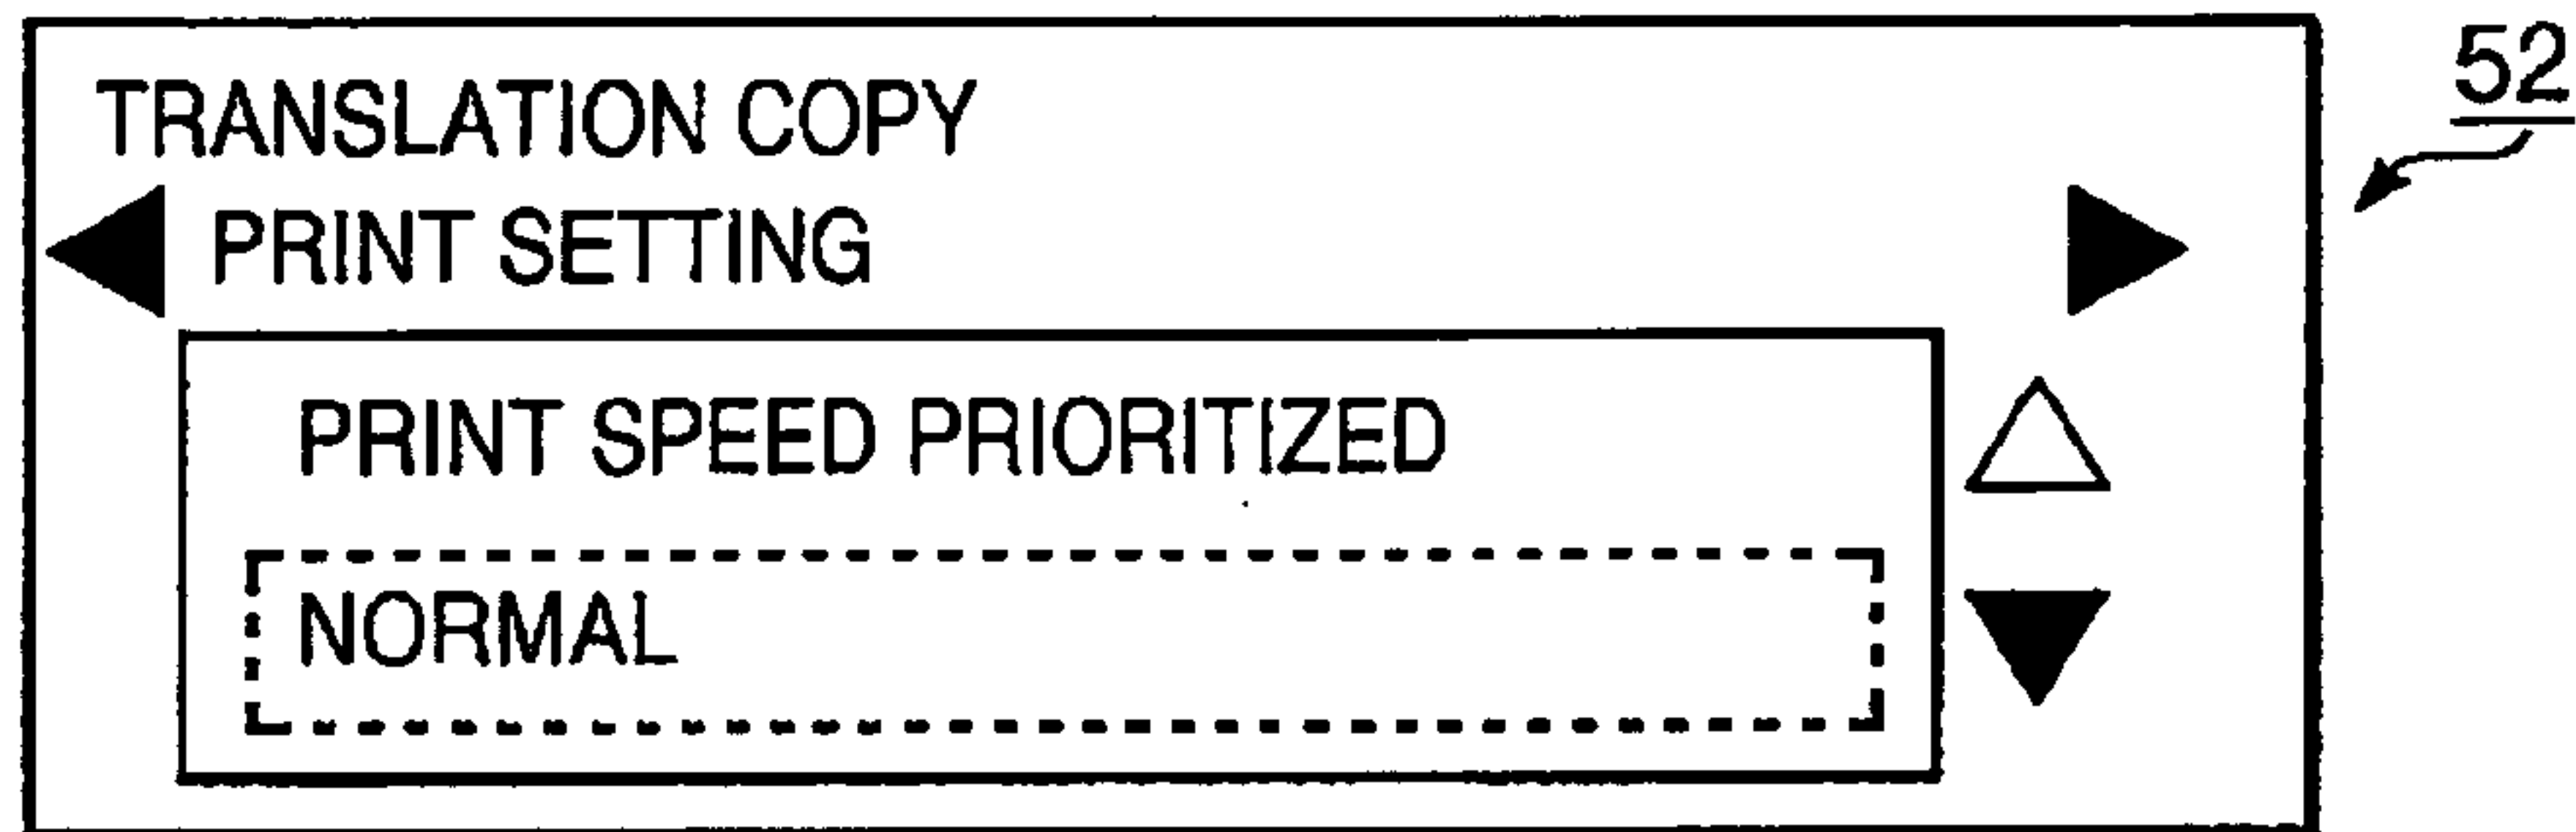 52
TRANSLATION COPY
PRINT SETTING
PRINT SPEED PRIORITIZED
NORMAL